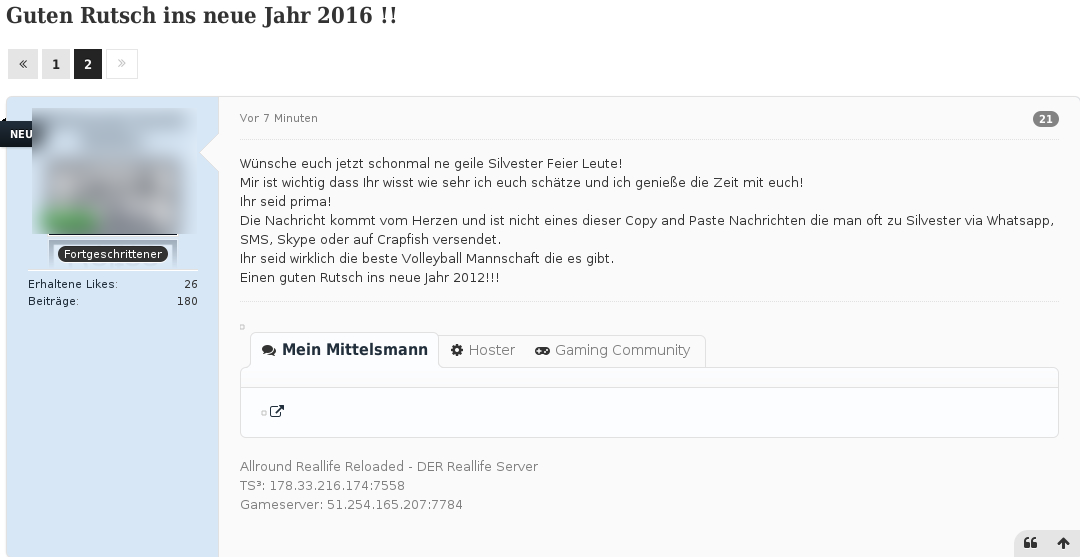 Guten Rutsch ins neue Jahr 2016 !!
« 1 2 »
NEU
Vor 7 Minuten 21
Wünsche euch jetzt schonmal ne geile Silvester Feier Leute!
Mir ist wichtig dass Ihr wisst wie sehr ich euch schätze und ich genieße die Zeit mit euch!
Ihr seid prima!
Die Nachricht kommt vom Herzen und ist nicht eines dieser Copy and Paste Nachrichten die man oft zu Silvester via Whatsapp,
SMS, Skype oder auf Crapfish versendet.
Ihr seid wirklich die beste Volleyball Mannschaft die es gibt.
Einen guten Rutsch ins neue Jahr 2012!!!
Fortgeschrittener
Erhaltene Likes: 26
Beiträge: 180
Mein Mittelsmann Hoster Gaming Community
Allround Reallife Reloaded - DER Reallife Server
TS³: 178.33.216.174:7558
Gameserver: 51.254.165.207:7784